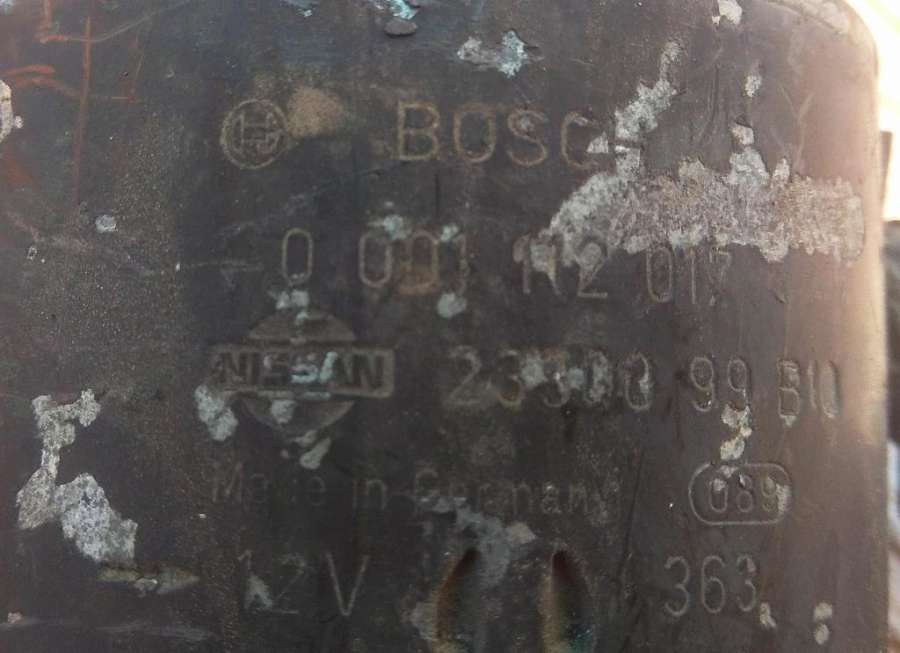 BOSCH
0 001 112 017
NISSAN 23300 99 B10
Made in Germany 089
12V 363